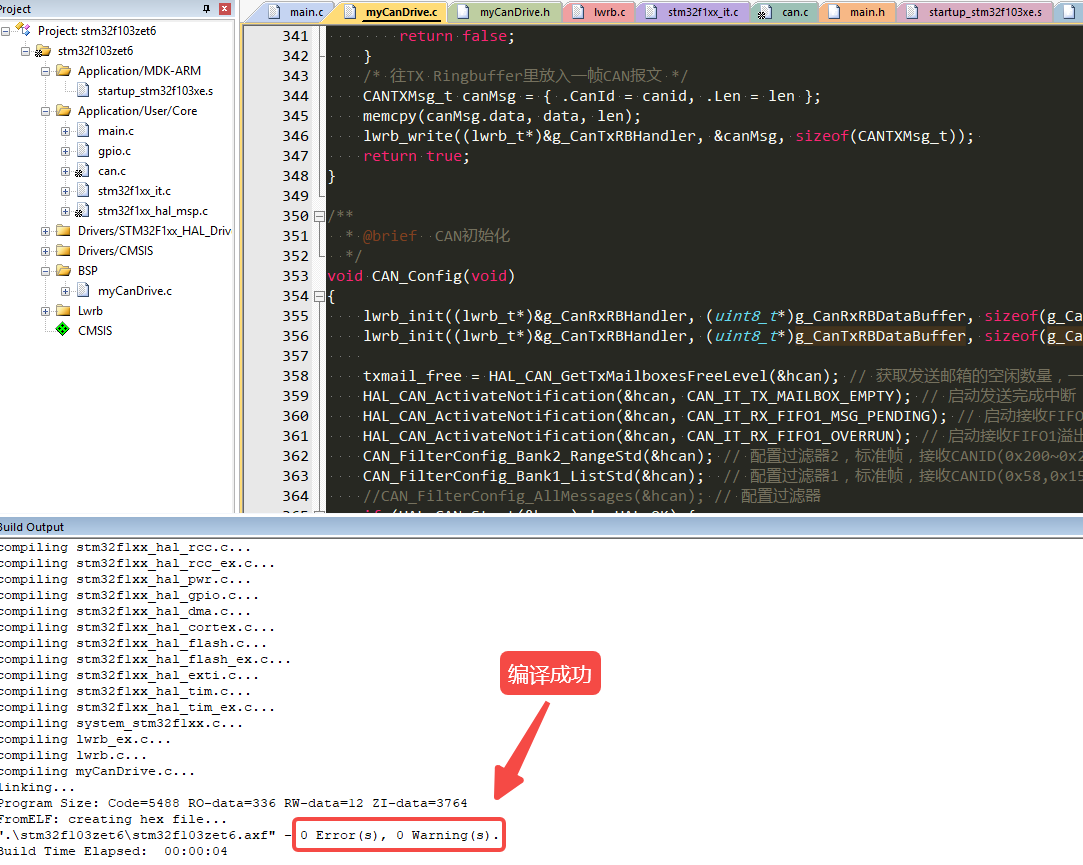 Project
Project: stm32f103zet6
stm32f103zet6
Application/MDK-ARM
startup_stm32f103xe.s
Application/User/Core
main.c
gpio.c
can.c
stm32f1xx_it.c
stm32f1xx_hal_msp.c
Drivers/STM32F1xx_HAL_Driv
Drivers/CMSIS
BSP
myCanDrive.c
Lwrb
CMSIS
main.c myCanDrive.c myCanDrive.h lwrb.c stm32f1xx_it.c can.c main.h startup_stm32f103xe.s
341 return false;
342 }
343 /* 往TX Ringbuffer里放入一帧CAN报文 */
344 CANTXMsg_t canMsg = { .CanId = canid, .Len = len };
345 memcpy(canMsg.data, data, len);
346 lwrb_write((lwrb_t*)&g_CanTxRBHandler, &canMsg, sizeof(CANTXMsg_t));
347 return true;
348 }
349
350 /**
351 * @brief CAN初始化
352 */
353 void CAN_Config(void)
354 {
355 lwrb_init((lwrb_t*)&g_CanRxRBHandler, (uint8_t*)g_CanRxRBDataBuffer, sizeof(g_Ca
356 lwrb_init((lwrb_t*)&g_CanTxRBHandler, (uint8_t*)g_CanTxRBDataBuffer, sizeof(g_Ca
357
358 txmail_free = HAL_CAN_GetTxMailboxesFreeLevel(&hcan); // 获取发送邮箱的空闲数量，一
359 HAL_CAN_ActivateNotification(&hcan, CAN_IT_TX_MAILBOX_EMPTY); // 启动发送完成中断
360 HAL_CAN_ActivateNotification(&hcan, CAN_IT_RX_FIFO1_MSG_PENDING); // 启动接收FIFO
361 HAL_CAN_ActivateNotification(&hcan, CAN_IT_RX_FIFO1_OVERRUN); // 启动接收FIFO1溢出
362 CAN_FilterConfig_Bank2_RangeStd(&hcan); // 配置过滤器2，标准帧，接收CANID(0x200~0x2
363 CAN_FilterConfig_Bank1_ListStd(&hcan); // 配置过滤器1，标准帧，接收CANID(0x58,0x15
364 //CAN_FilterConfig_AllMessages(&hcan); // 配置过滤器
Build Output
compiling stm32f1xx_hal_rcc.c...
compiling stm32f1xx_hal_rcc_ex.c...
compiling stm32f1xx_hal_pwr.c...
compiling stm32f1xx_hal_gpio.c...
compiling stm32f1xx_hal_dma.c...
compiling stm32f1xx_hal_cortex.c...
compiling stm32f1xx_hal_flash.c...
compiling stm32f1xx_hal_flash_ex.c...
compiling stm32f1xx_hal_exti.c...
compiling stm32f1xx_hal_tim.c...
compiling stm32f1xx_hal_tim_ex.c...
compiling system_stm32f1xx.c...
compiling lwrb_ex.c...
compiling lwrb.c...
compiling myCanDrive.c...
linking...
Program Size: Code=5488 RO-data=336 RW-data=12 ZI-data=3764
FromELF: creating hex file...
".\stm32f103zet6\stm32f103zet6.axf" - 0 Error(s), 0 Warning(s).
Build Time Elapsed: 00:00:04
编译成功